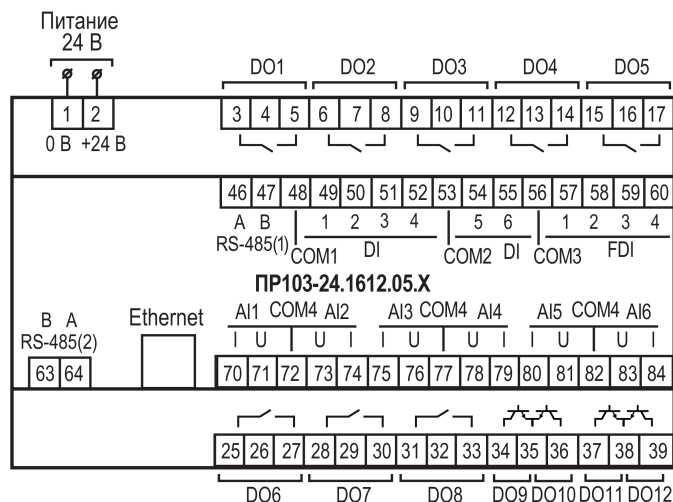 Питание
24 В
DO1 DO2 DO3 DO4 DO5
1 2 3 4 5 6 7 8 9 10 11 12 13 14 15 16 17
0 В +24 В
46 47 48 49 50 51 52 53 54 55 56 57 58 59 60
A B 1 2 3 4 5 6 1 2 3 4
RS-485(1) COM1 DI COM2 DI COM3 FDI
ПР103-24.1612.05.X
B A Ethernet AI1 COM4 AI2 AI3 COM4 AI4 AI5 COM4 AI6
RS-485(2) I U U I I U U I I U U I
63 64 70 71 72 73 74 75 76 77 78 79 80 81 82 83 84
25 26 27 28 29 30 31 32 33 34 35 36 37 38 39
DO6 DO7 DO8 DO9 DO10 DO11 DO12